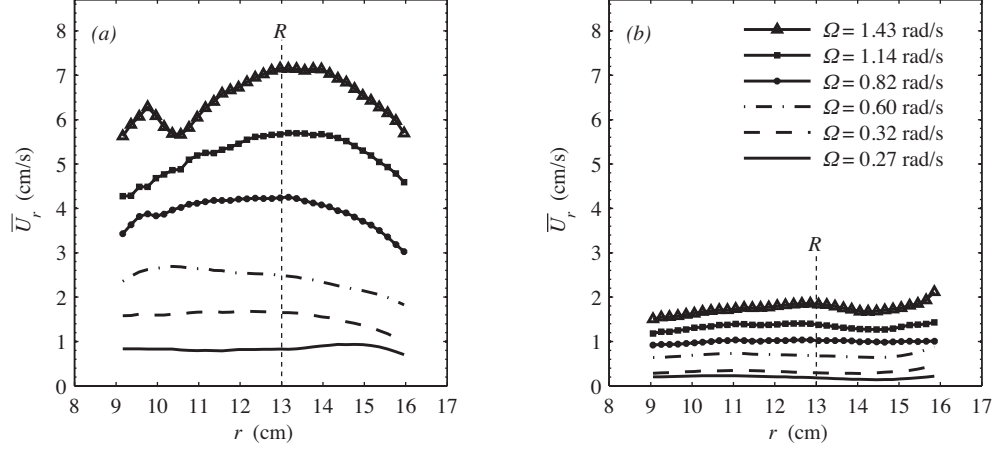 (a)
R
8
7
6
5
4
3
2
1
0
U̅_r (cm/s)
8 9 10 11 12 13 14 15 16 17
r (cm)
(b)
Ω = 1.43 rad/s
Ω = 1.14 rad/s
Ω = 0.82 rad/s
Ω = 0.60 rad/s
Ω = 0.32 rad/s
Ω = 0.27 rad/s
R
8
7
6
5
4
3
2
1
0
U̅_r (cm/s)
8 9 10 11 12 13 14 15 16 17
r (cm)